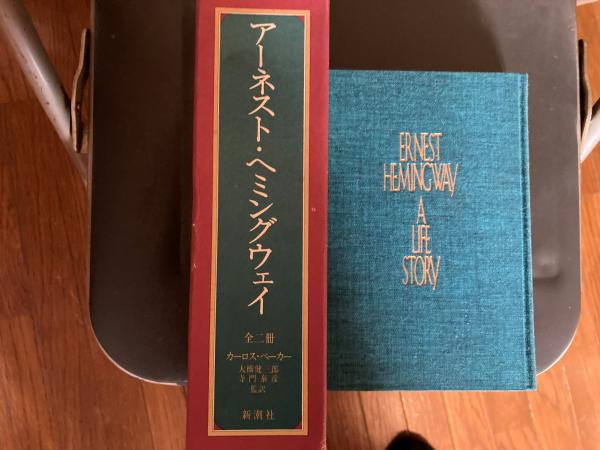 アーネスト・ヘミングウェイ
全二冊
カーロス・ベーカー
大橋健三郎
寺門泰彦
監訳
新潮社
ERNEST
HEMINGWAY
A
LIFE
STORY